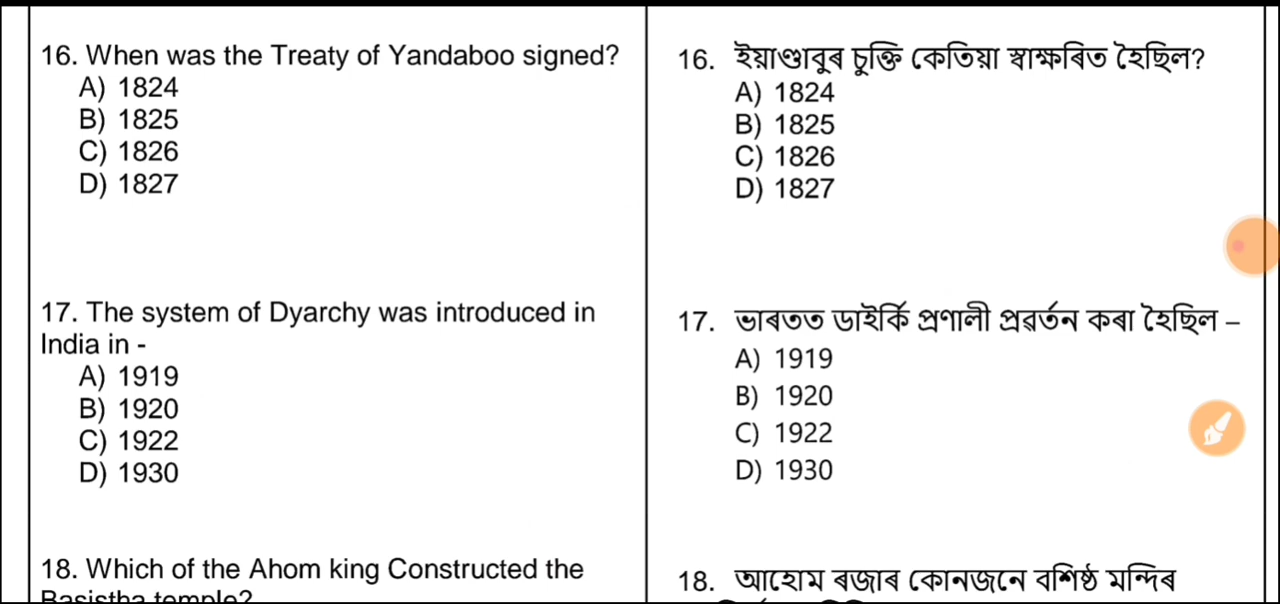 16. When was the Treaty of Yandaboo signed?
A) 1824
B) 1825
C) 1826
D) 1827
17. The system of Dyarchy was introduced in
India in -
A) 1919
B) 1920
C) 1922
D) 1930
18. Which of the Ahom king Constructed the
Basistha temple?
16. ইয়াণ্ডাবুৰ চুক্তি কেতিয়া স্বাক্ষৰিত হৈছিল?
A) 1824
B) 1825
C) 1826
D) 1827
17. ভাৰতত ডাইৰ্কি প্ৰণালী প্ৰৱৰ্তন কৰা হৈছিল –
A) 1919
B) 1920
C) 1922
D) 1930
18. আহোম ৰজাৰ কোনজনে বশিষ্ঠ মন্দিৰ